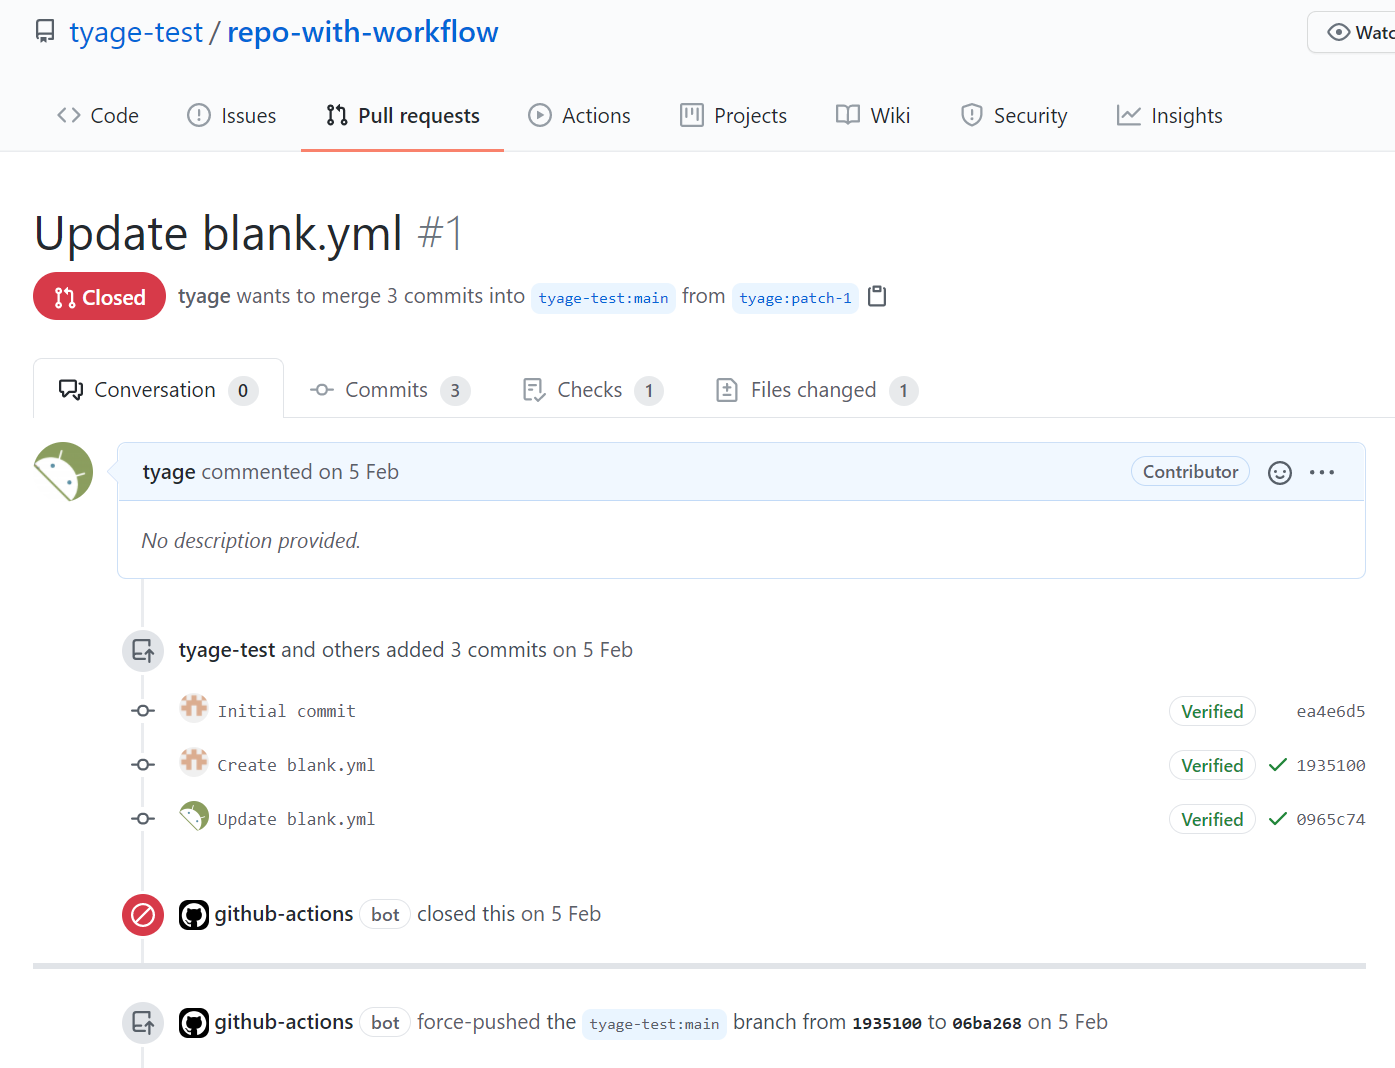 tyage-test / repo-with-workflow
Watc
Code Issues Pull requests Actions Projects Wiki Security Insights
Update blank.yml #1
Closed tyage wants to merge 3 commits into tyage-test:main from tyage:patch-1
Conversation 0 Commits 3 Checks 1 Files changed 1
tyage commented on 5 Feb Contributor
No description provided.
tyage-test and others added 3 commits on 5 Feb
Initial commit Verified ea4e6d5
Create blank.yml Verified 1935100
Update blank.yml Verified 0965c74
github-actions bot closed this on 5 Feb
github-actions bot force-pushed the tyage-test:main branch from 1935100 to 06ba268 on 5 Feb